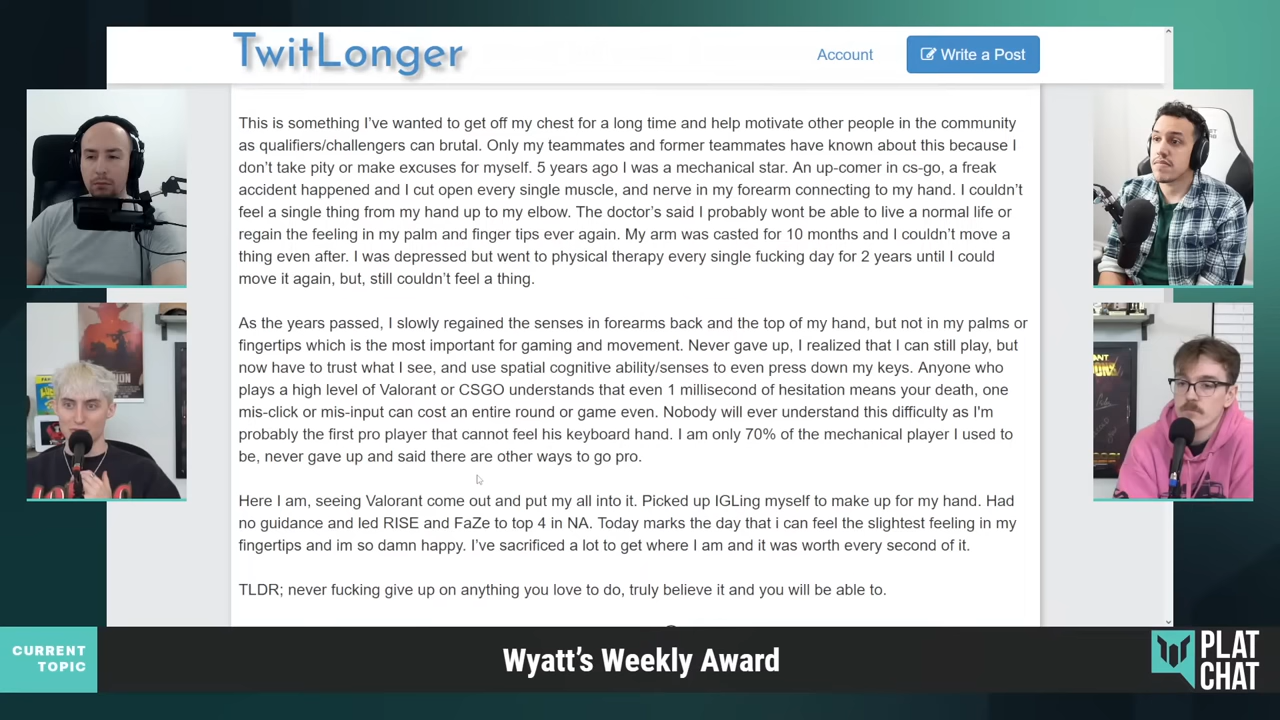 TwitLonger
Account
Write a Post
This is something I've wanted to get off my chest for a long time and help motivate other people in the community
as qualifiers/challengers can brutal. Only my teammates and former teammates have known about this because I
don't take pity or make excuses for myself. 5 years ago I was a mechanical star. An up-comer in cs-go, a freak
accident happened and I cut open every single muscle, and nerve in my forearm connecting to my hand. I couldn't
feel a single thing from my hand up to my elbow. The doctor's said I probably wont be able to live a normal life or
regain the feeling in my palm and finger tips ever again. My arm was casted for 10 months and I couldn't move a
thing even after. I was depressed but went to physical therapy every single fucking day for 2 years until I could
move it again, but, still couldn't feel a thing.
As the years passed, I slowly regained the senses in forearms back and the top of my hand, but not in my palms or
fingertips which is the most important for gaming and movement. Never gave up, I realized that I can still play, but
now have to trust what I see, and use spatial cognitive ability/senses to even press down my keys. Anyone who
plays a high level of Valorant or CSGO understands that even 1 millisecond of hesitation means your death, one
mis-click or mis-input can cost an entire round or game even. Nobody will ever understand this difficulty as I'm
probably the first pro player that cannot feel his keyboard hand. I am only 70% of the mechanical player I used to
be, never gave up and said there are other ways to go pro.
Here I am, seeing Valorant come out and put my all into it. Picked up IGLing myself to make up for my hand. Had
no guidance and led RISE and FaZe to top 4 in NA. Today marks the day that i can feel the slightest feeling in my
fingertips and im so damn happy. I've sacrificed a lot to get where I am and it was worth every second of it.
TLDR; never fucking give up on anything you love to do, truly believe it and you will be able to.
CURRENT
TOPIC
Wyatt's Weekly Award
PLAT
CHAT